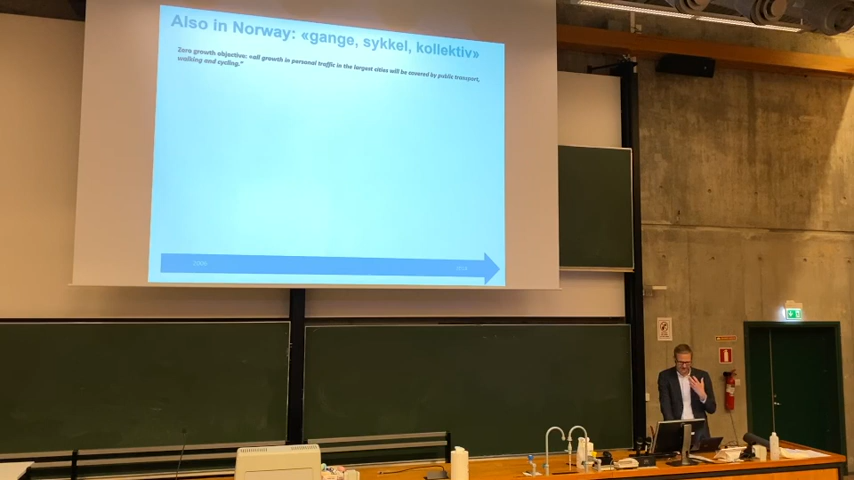 Also in Norway: «gange, sykkel, kollektiv»
Zero growth objective: «all growth in personal traffic in the largest cities will be covered by public transport,
walking and cycling."